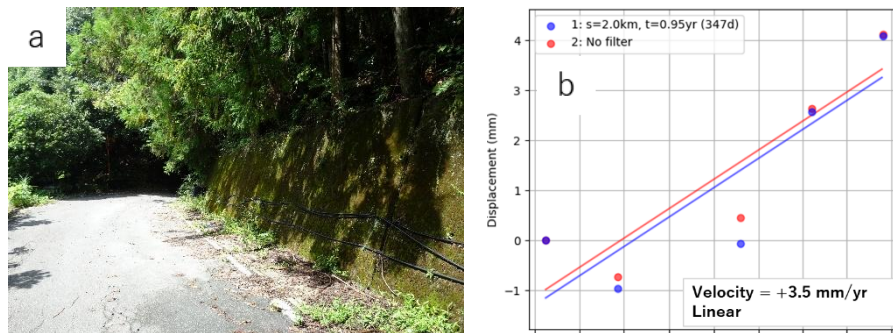 a
1: s=2.0km, t=0.95yr (347d)
2: No filter
b
Displacement (mm)
4
3
2
1
0
−1
Velocity = +3.5 mm/yr
Linear